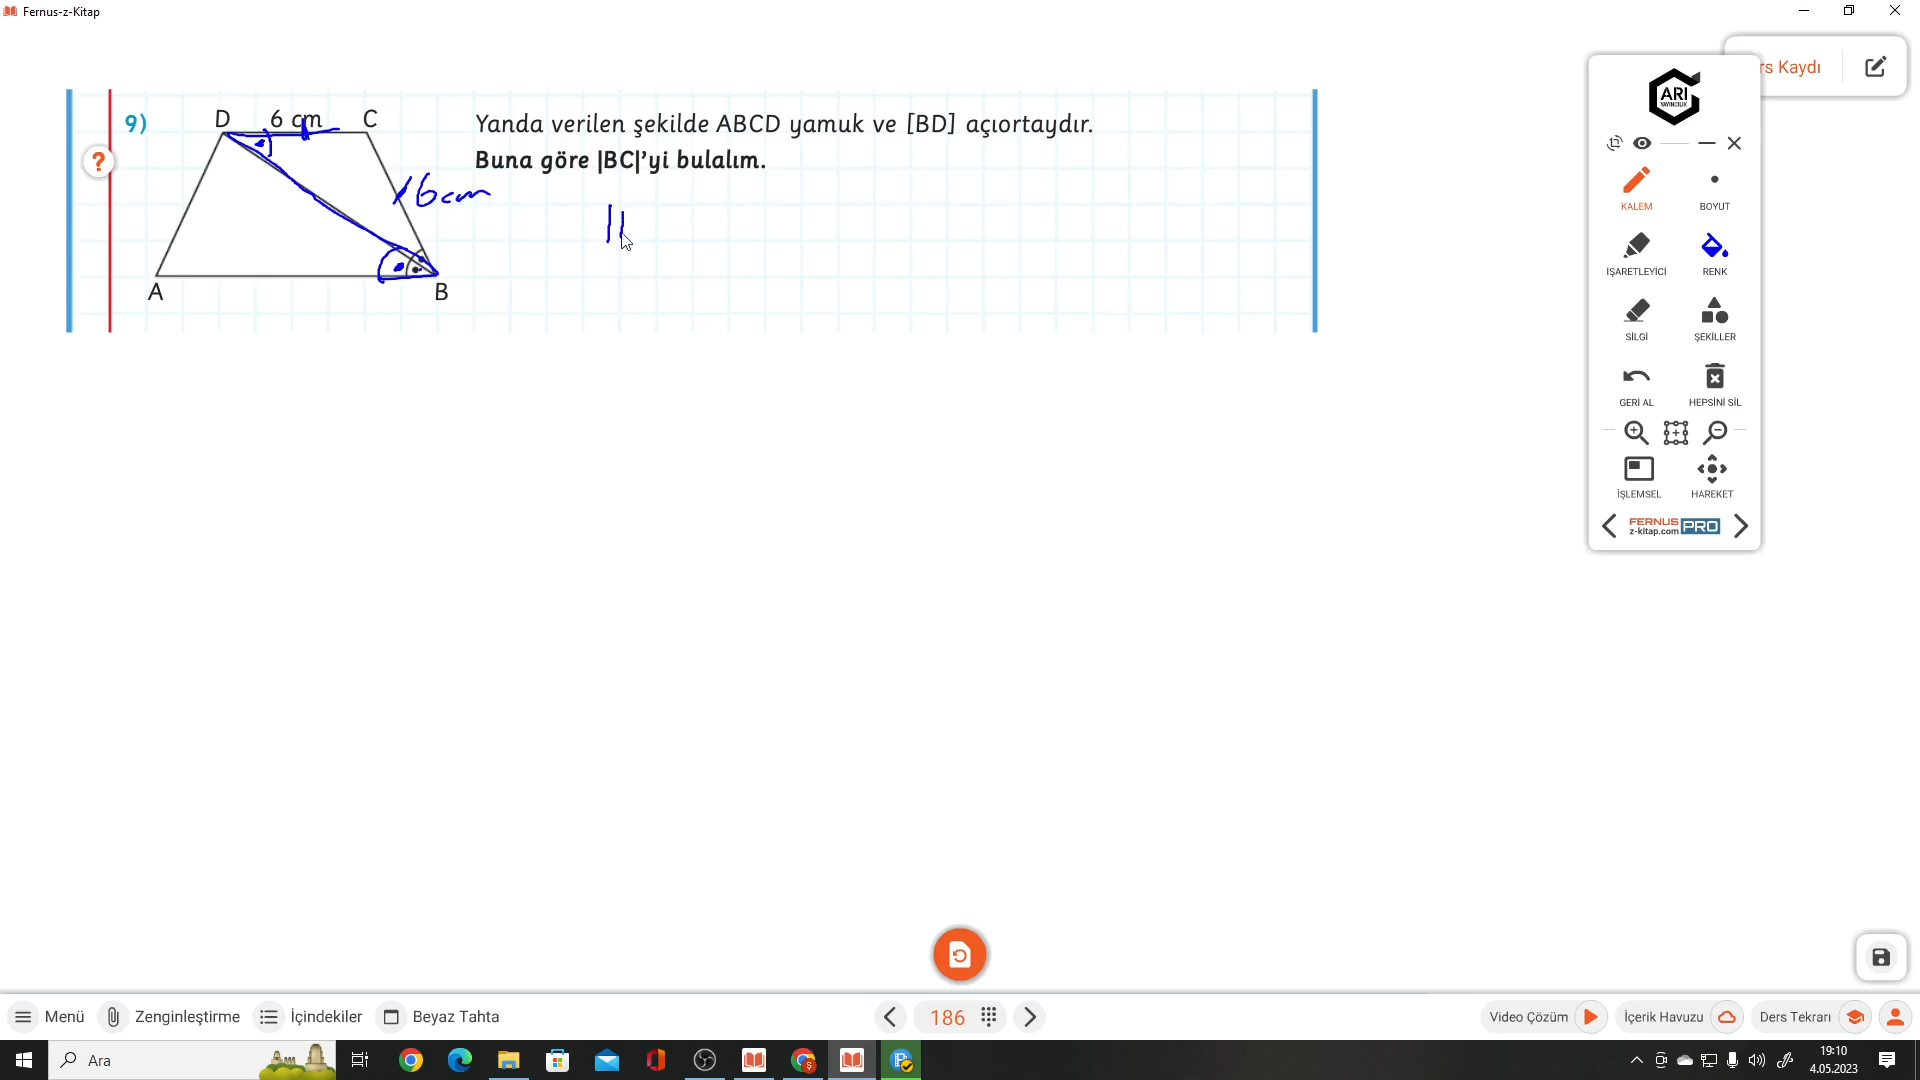 Fernus-z-Kitap
rs Kaydı
ARI
YAYINCILIK
9)
D 6 cm C
Yanda verilen şekilde ABCD yamuk ve [BD] açıortaydır.
Buna göre |BC|'yi bulalım.
?
6cm
A B
KALEM
BOYUT
İŞARETLEYİCİ
RENK
SİLGİ
ŞEKİLLER
GERİ AL
HEPSİNİ SİL
İŞLEMSEL
HAREKET
FERNUS
z-kitap.com PRO
Menü
Zenginleştirme
İçindekiler
Beyaz Tahta
186
Video Çözüm
İçerik Havuzu
Ders Tekrarı
Ara
19:10
4.05.2023